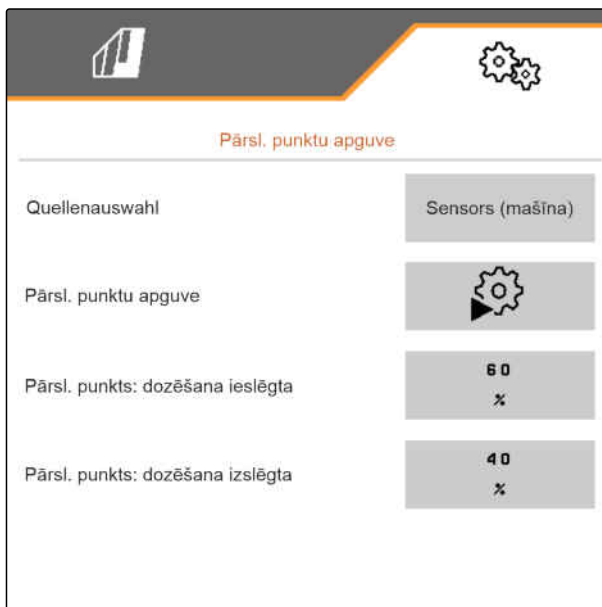 Pārsl. punktu apguve
Quellenauswahl
Sensors (mašīna)
Pārsl. punktu apguve
Pārsl. punkts: dozēšana ieslēgta
60
%
Pārsl. punkts: dozēšana izslēgta
40
%